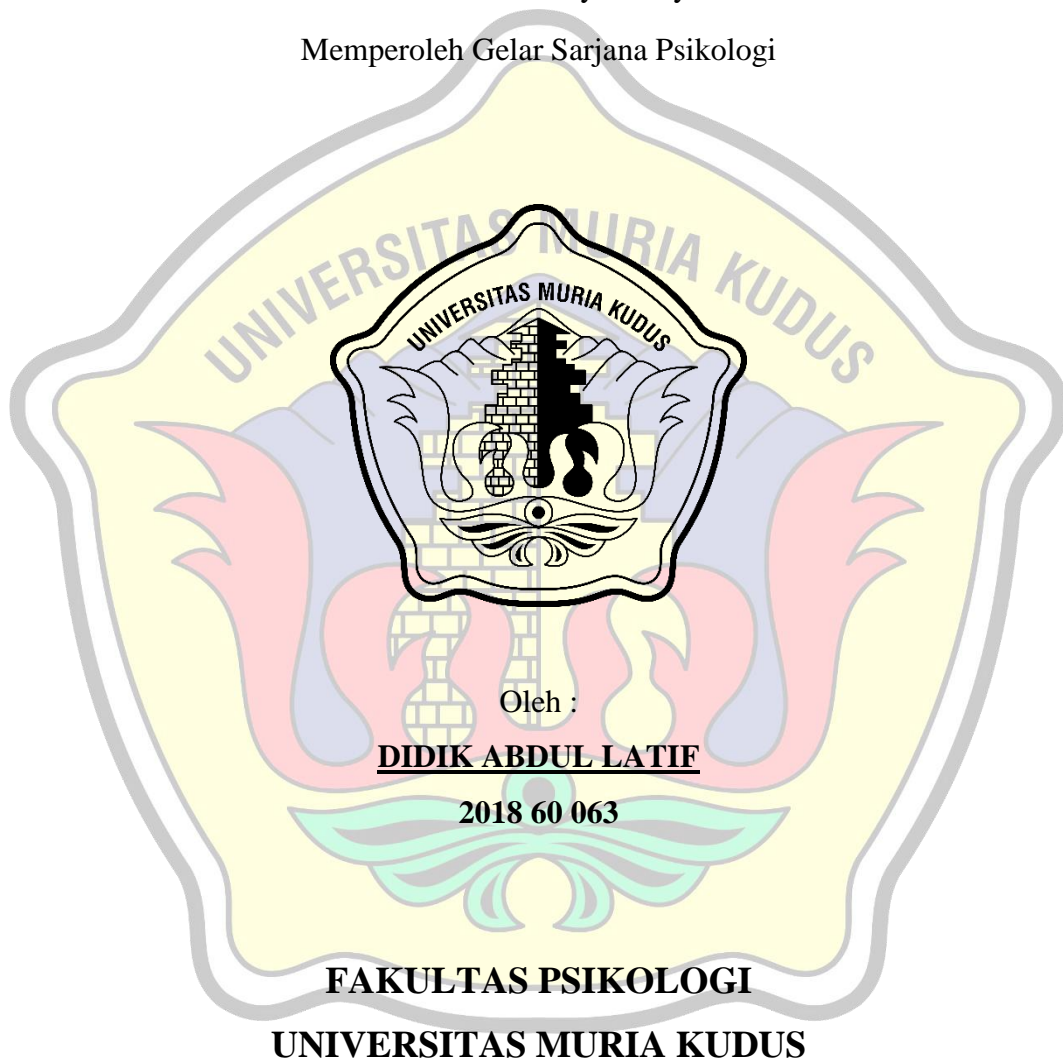 Memperoleh Gelar Sarjana Psikologi
UNIVERSITAS MURIA KUDUS
UNIVERSITAS MURIA KUDUS
Oleh :
DIDIK ABDUL LATIF
2018 60 063
FAKULTAS PSIKOLOGI
UNIVERSITAS MURIA KUDUS